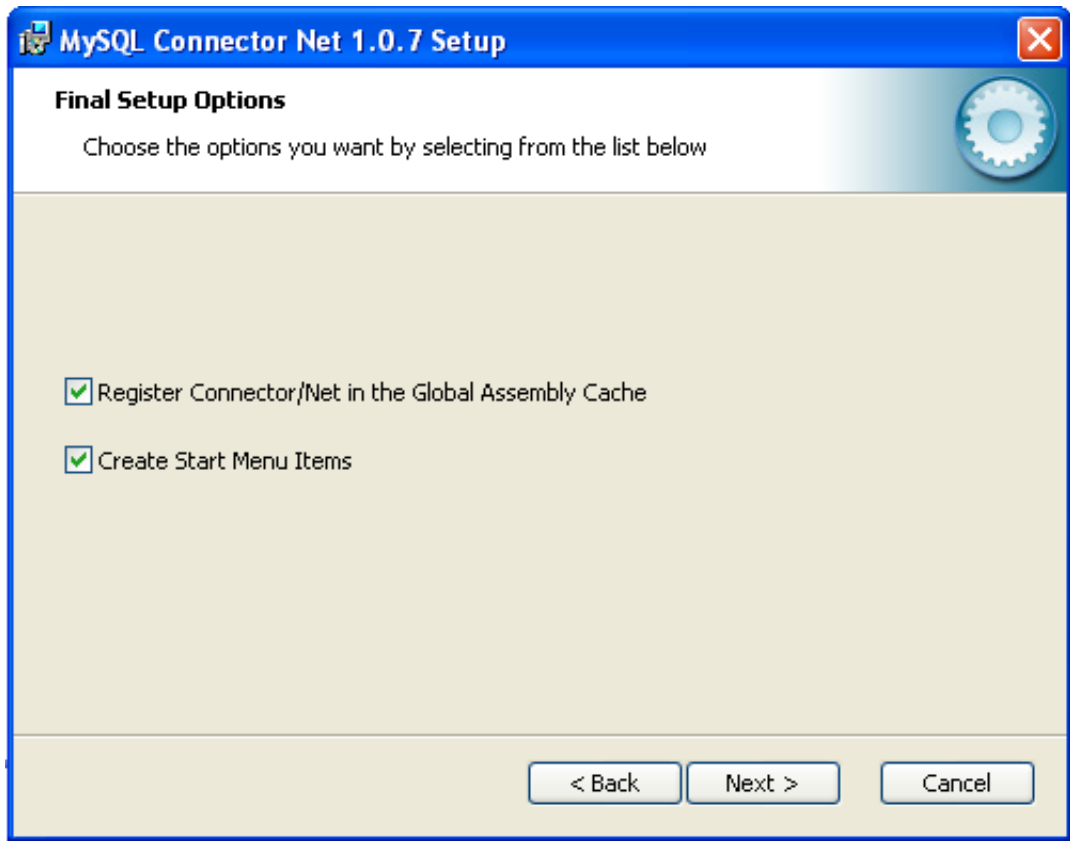 MySQL Connector Net 1.0.7 Setup
Final Setup Options
Choose the options you want by selecting from the list below
Register Connector/Net in the Global Assembly Cache
Create Start Menu Items
< Back
Next >
Cancel